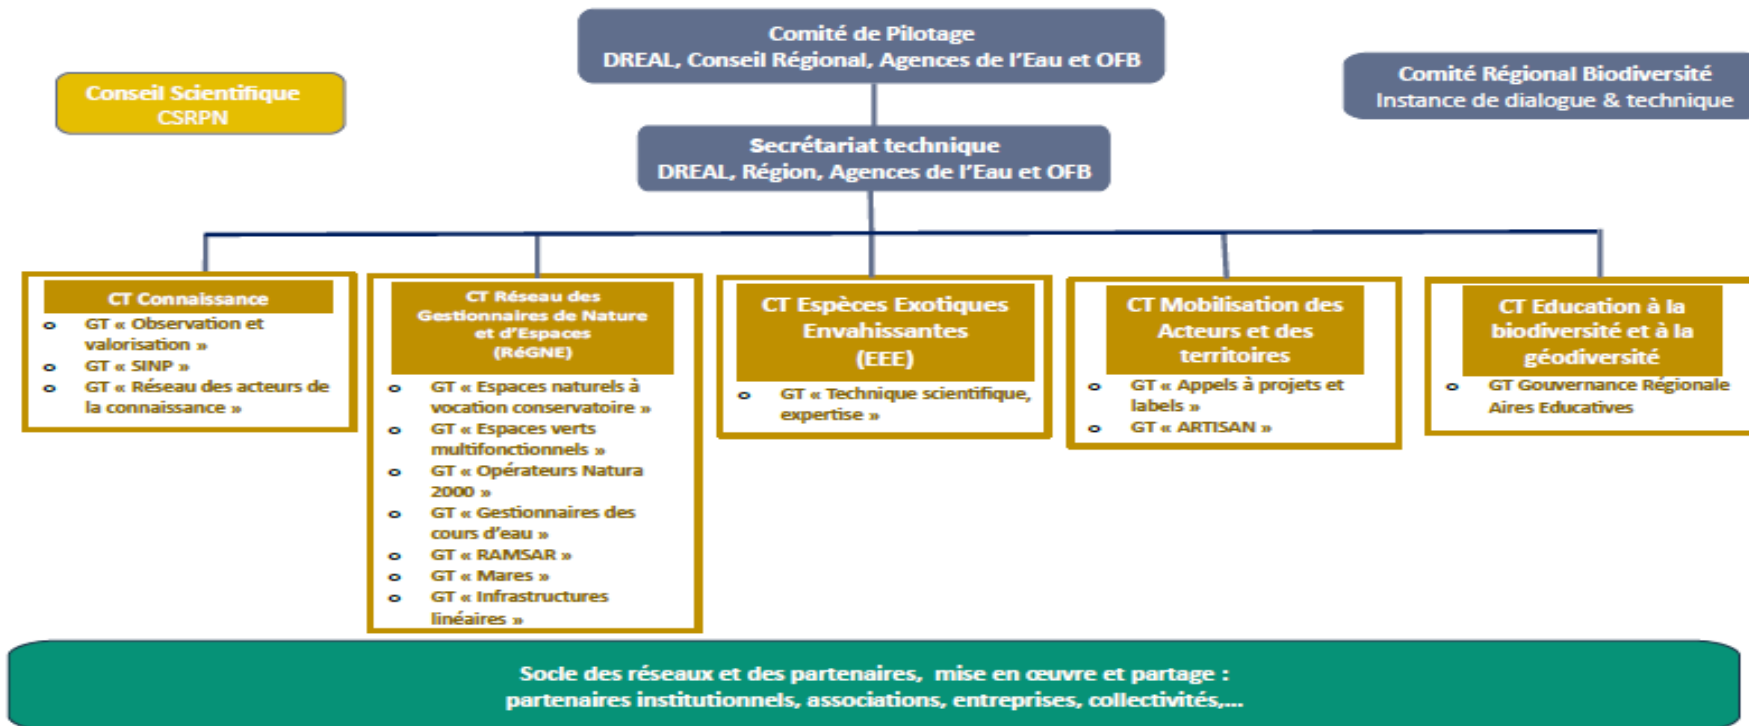 Comité de Pilotage
DREAL, Conseil Régional, Agences de l'Eau et OFB
Conseil Scientifique
CSRPN
Comité Régional Biodiversité
Instance de dialogue & technique
Secrétariat technique
DREAL, Région, Agences de l'Eau et OFB
CT Connaissance
o GT « Observation et
valorisation »
o GT « SINP »
o GT « Réseau des acteurs de
la connaissance »
CT Réseau des
Gestionnaires de Nature
et d'Espaces
(RéGNE)
o GT « Espaces naturels à
vocation conservatoire »
o GT « Espaces verts
multifonctionnels »
o GT « Opérateurs Natura
2000 »
o GT « Gestionnaires des
cours d'eau »
o GT « RAMSAR »
o GT « Mares »
o GT « Infrastructures
linéaires »
CT Espèces Exotiques
Envahissantes
(EEE)
o GT « Technique scientifique,
expertise »
CT Mobilisation des
Acteurs et des
territoires
o GT « Appels à projets et
labels »
o GT « ARTISAN »
CT Education à la
biodiversité et à la
géodiversité
o GT Gouvernance Régionale
Aires Educatives
Socle des réseaux et des partenaires, mise en œuvre et partage :
partenaires institutionnels, associations, entreprises, collectivités,...